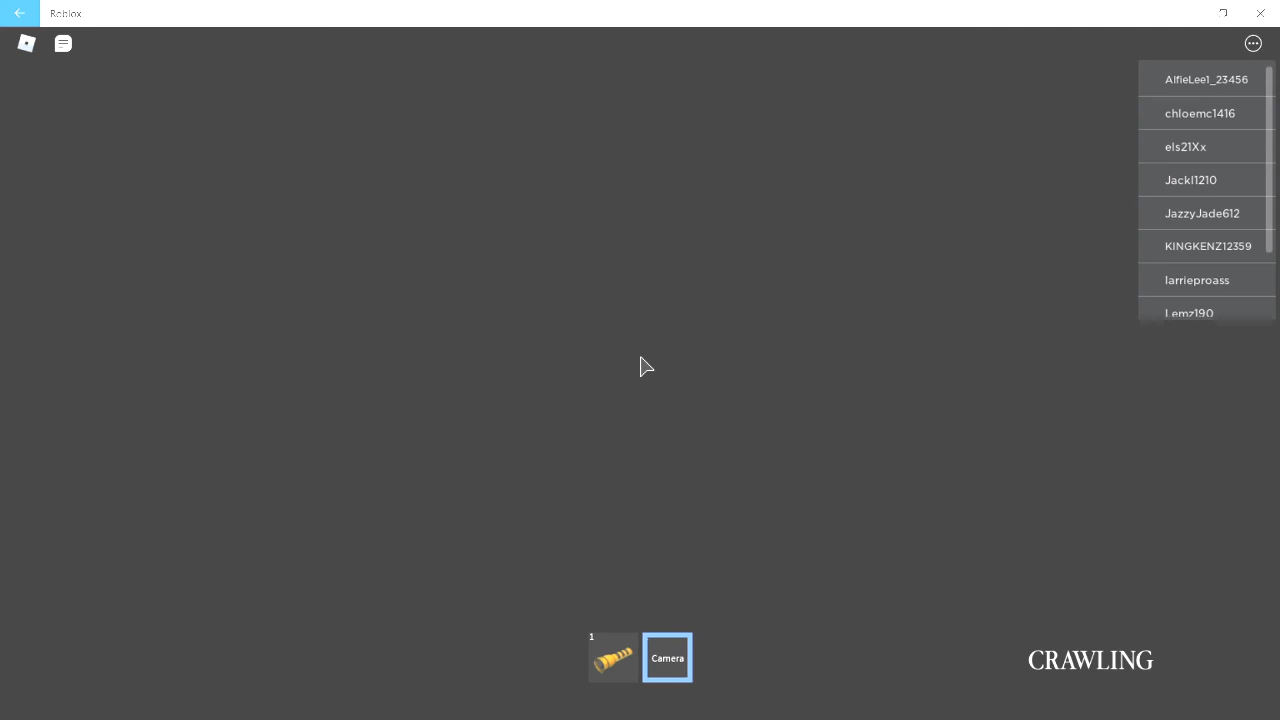 Roblox
AlfieLee1_23456
chloemc1416
els21Xx
Jackl1210
JazzyJade612
KINGKENZ12359
larrieproass
Lemz190
1
Camera
CRAWLING